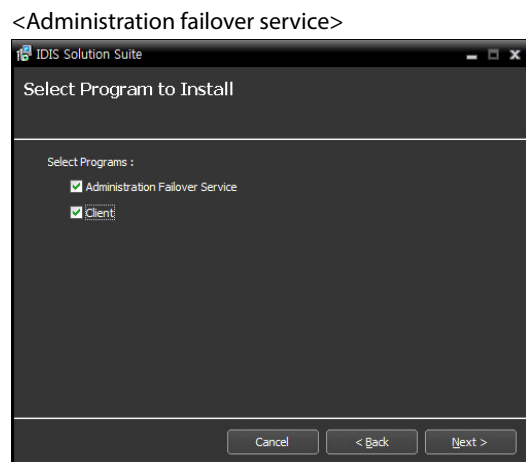 <Administration failover service>
IDIS Solution Suite
Select Program to Install
Select Programs :
Administration Failover Service
Client
Cancel
< Back
Next >